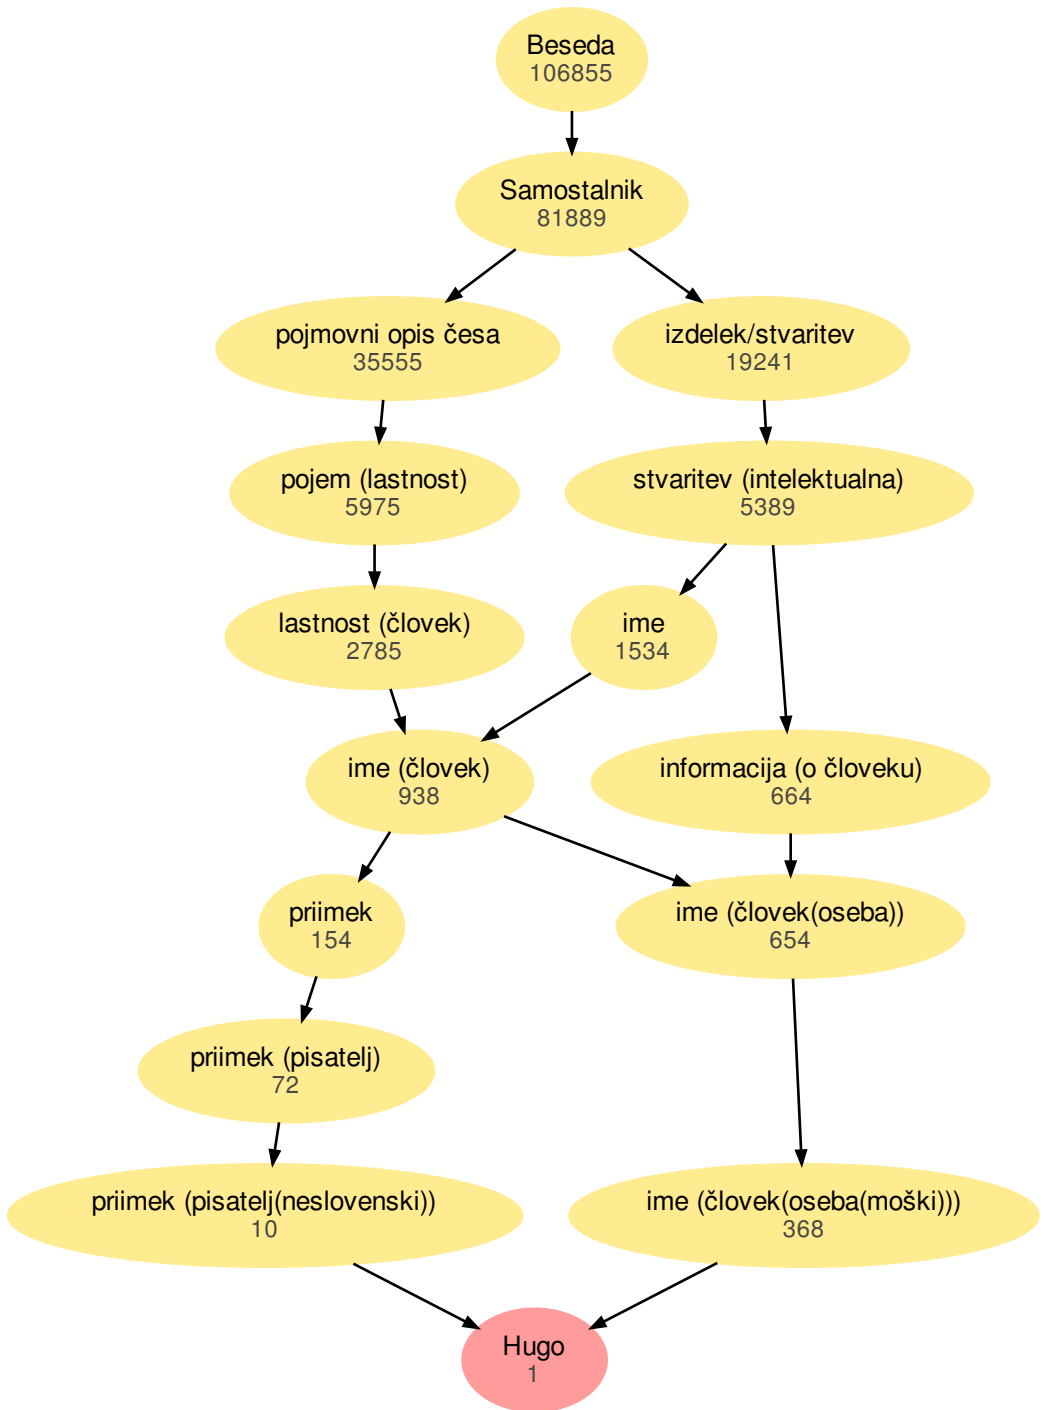 Beseda
106855
Samostalnik
81889
pojmovni opis česa
35555
izdelek/stvaritev
19241
pojem (lastnost)
5975
stvaritev (intelektualna)
5389
lastnost (človek)
2785
ime
1534
ime (človek)
938
informacija (o človeku)
664
priimek
154
ime (človek(oseba))
654
priimek (pisatelj)
72
priimek (pisatelj(neslovenski))
10
ime (človek(oseba(moški)))
368
Hugo
1